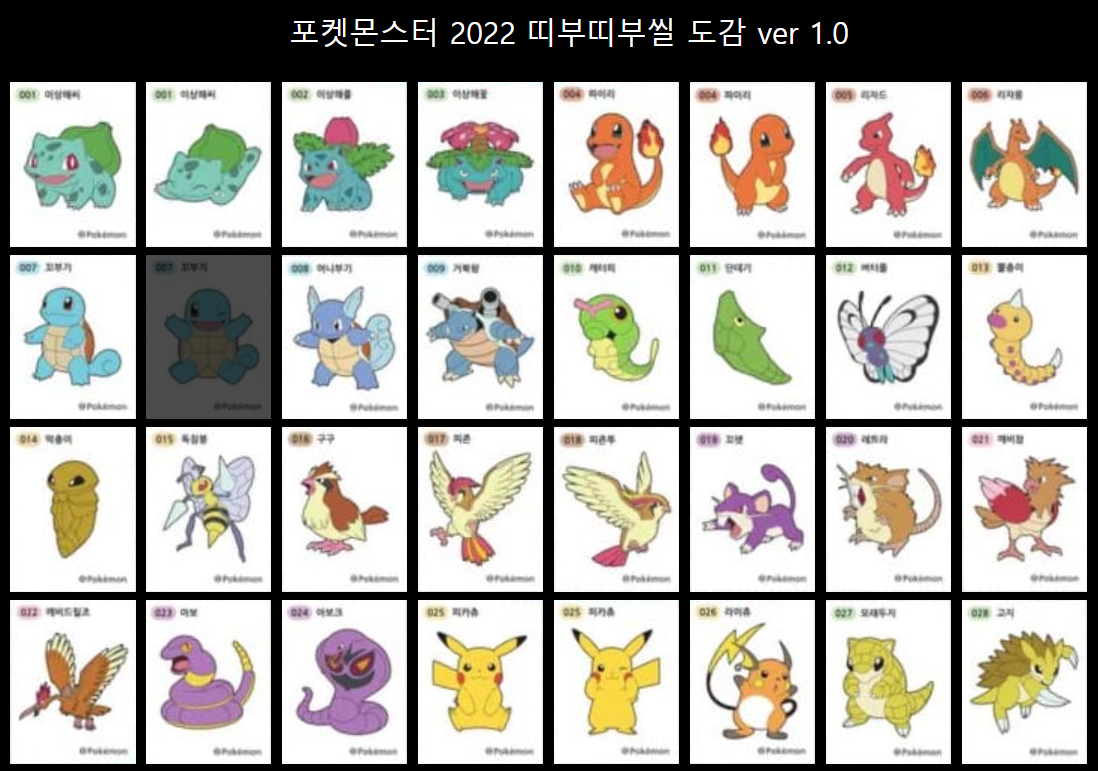 포켓몬스터 2022 띠부띠부씰 도감 ver 1.0
001 이상해씨
001 이상해씨
002 이상해풀
003 이상해꽃
004 파이리
004 파이리
005 리자드
006 리자몽
©Pokémon
©Pokémon
©Pokémon
©Pokémon
©Pokémon
©Pokémon
©Pokémon
©Pokémon
007 꼬부기
007 꼬부기
008 어니부기
009 거북왕
010 캐터피
011 단데기
012 버터플
013 뿔충이
©Pokémon
©Pokémon
©Pokémon
©Pokémon
©Pokémon
©Pokémon
©Pokémon
©Pokémon
014 딱충이
015 독침붕
016 구구
017 피죤
018 피죤투
019 꼬렛
020 레트라
021 깨비참
©Pokémon
©Pokémon
©Pokémon
©Pokémon
©Pokémon
©Pokémon
©Pokémon
©Pokémon
022 깨비드릴조
023 아보
024 아보크
025 피카츄
025 피카츄
026 라이츄
027 모래두지
028 고지
©Pokémon
©Pokémon
©Pokémon
©Pokémon
©Pokémon
©Pokémon
©Pokémon
©Pokémon